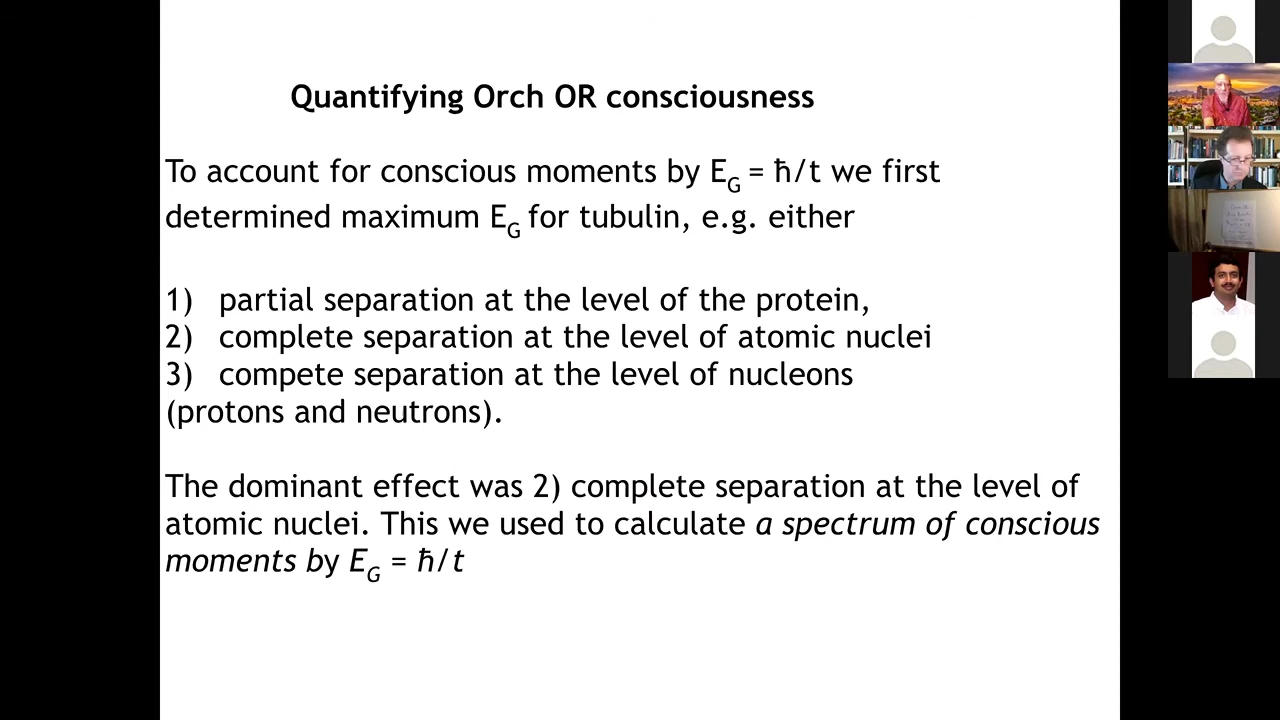 Quantifying Orch OR consciousness
To account for conscious moments by E_G = ħ/t we first
determined maximum E_G for tubulin, e.g. either
1) partial separation at the level of the protein,
2) complete separation at the level of atomic nuclei
3) compete separation at the level of nucleons
(protons and neutrons).
The dominant effect was 2) complete separation at the level of
atomic nuclei. This we used to calculate a spectrum of conscious
moments by E_G = ħ/t